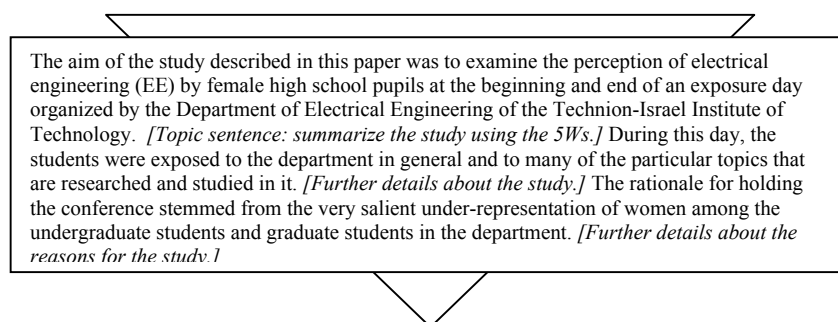 The aim of the study described in this paper was to examine the perception of electrical
engineering (EE) by female high school pupils at the beginning and end of an exposure day
organized by the Department of Electrical Engineering of the Technion-Israel Institute of
Technology.  [Topic sentence: summarize the study using the 5Ws.] During this day, the
students were exposed to the department in general and to many of the particular topics that
are researched and studied in it. [Further details about the study.] The rationale for holding
the conference stemmed from the very salient under-representation of women among the
undergraduate students and graduate students in the department. [Further details about the
reasons for the study.]